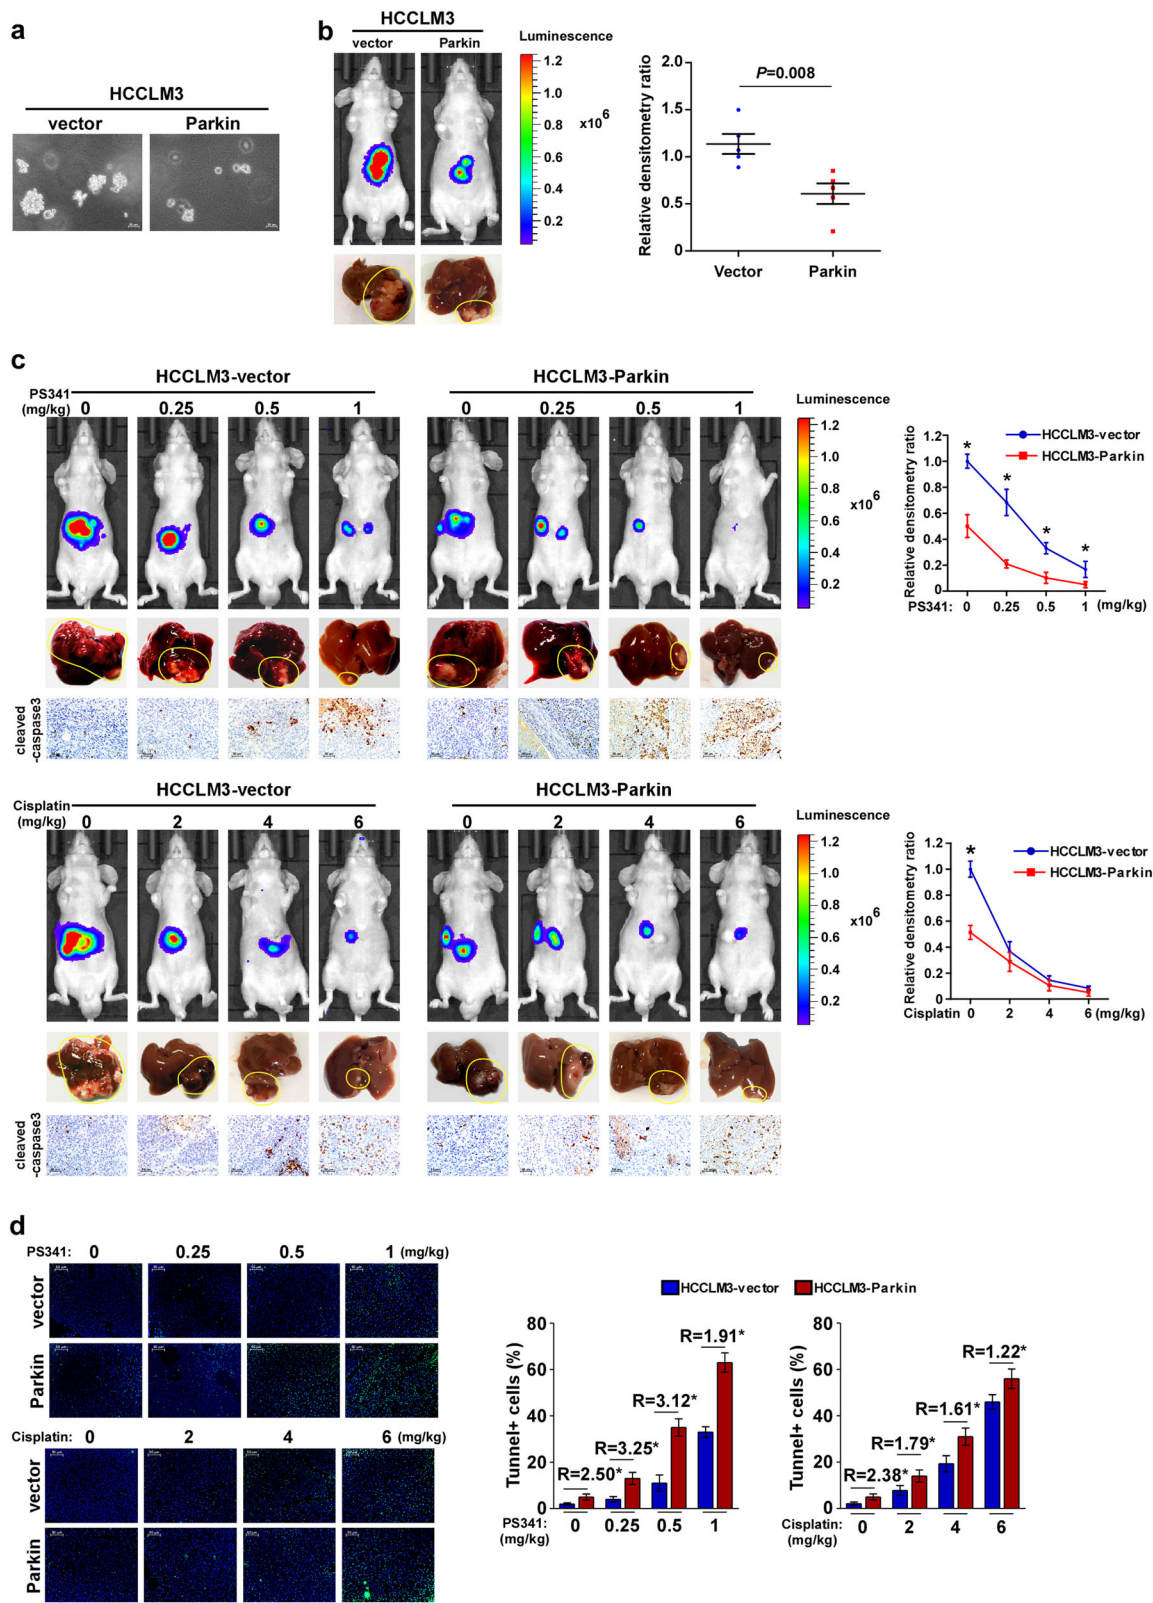 a
HCCLM3
vector Parkin
b
HCCLM3
vector Parkin
Luminescence
1.2
1.0
0.8
0.6
0.4
0.2
x10^6
Relative densitometry ratio
2.0
1.5
1.0
0.5
0
P=0.008
Vector Parkin
c
HCCLM3-vector HCCLM3-Parkin
PS341
(mg/kg) 0 0.25 0.5 1 0 0.25 0.5 1
Luminescence
1.2
1.0
0.8
0.6
0.4
0.2
x10^6
cleaved
-caspase3
Relative densitometry ratio
1.2
1.0
0.8
0.6
0.4
0.2
0
HCCLM3-vector
HCCLM3-Parkin
* * * *
PS341: 0 0.25 0.5 1 (mg/kg)
HCCLM3-vector HCCLM3-Parkin
Cisplatin
(mg/kg) 0 2 4 6 0 2 4 6
Luminescence
1.2
1.0
0.8
0.6
0.4
0.2
x10^6
cleaved
-caspase3
Relative densitometry ratio
1.2
1.0
0.8
0.6
0.4
0.2
0
HCCLM3-vector
HCCLM3-Parkin
*
Cisplatin 0 2 4 6 (mg/kg)
d
PS341: 0 0.25 0.5 1 (mg/kg)
vector
Parkin
Cisplatin: 0 2 4 6 (mg/kg)
vector
Parkin
HCCLM3-vector HCCLM3-Parkin
Tunnel+ cells (%)
80
60
40
20
0
R=2.50*
R=3.25*
R=3.12*
R=1.91*
PS341: 0 0.25 0.5 1
(mg/kg)
Tunnel+ cells (%)
80
60
40
20
0
R=2.38*
R=1.79*
R=1.61*
R=1.22*
Cisplatin: 0 2 4 6
(mg/kg)